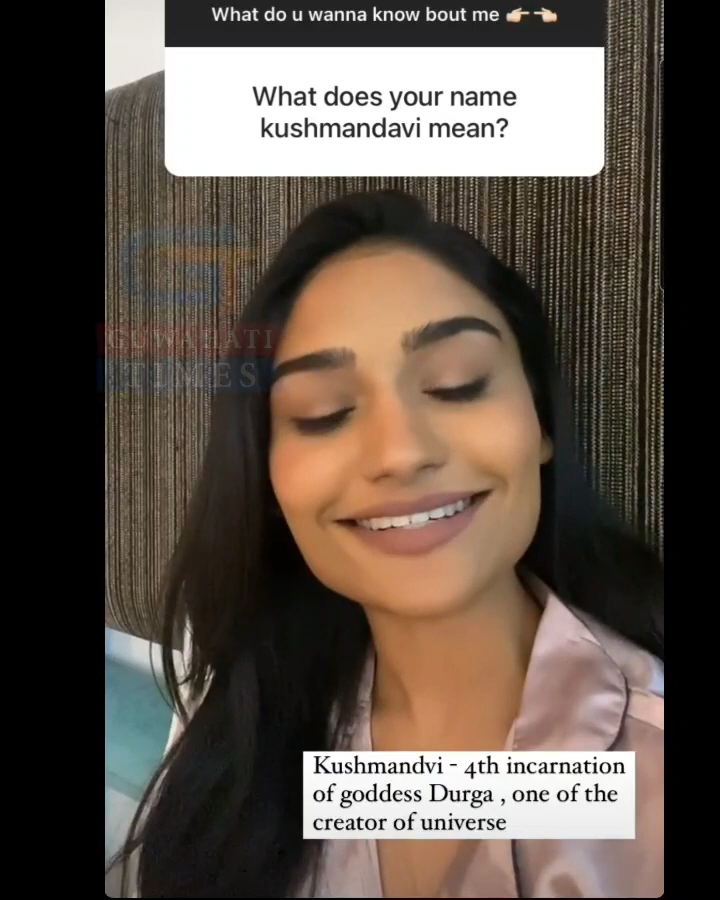 What do u wanna know bout me 👉🏻👈🏻
What does your name
kushmandavi mean?
GUWAHATI
TIMES
Kushmandvi - 4th incarnation
of goddess Durga , one of the
creator of universe